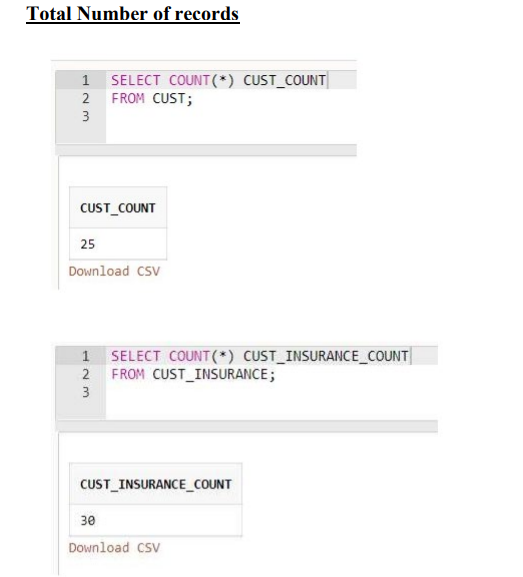 Total Number of records
1 SELECT COUNT(*) CUST_COUNT
2 FROM CUST;
3
CUST_COUNT
25
Download CSV
1 SELECT COUNT(*) CUST_INSURANCE_COUNT
2 FROM CUST_INSURANCE;
3
CUST_INSURANCE_COUNT
30
Download CSV